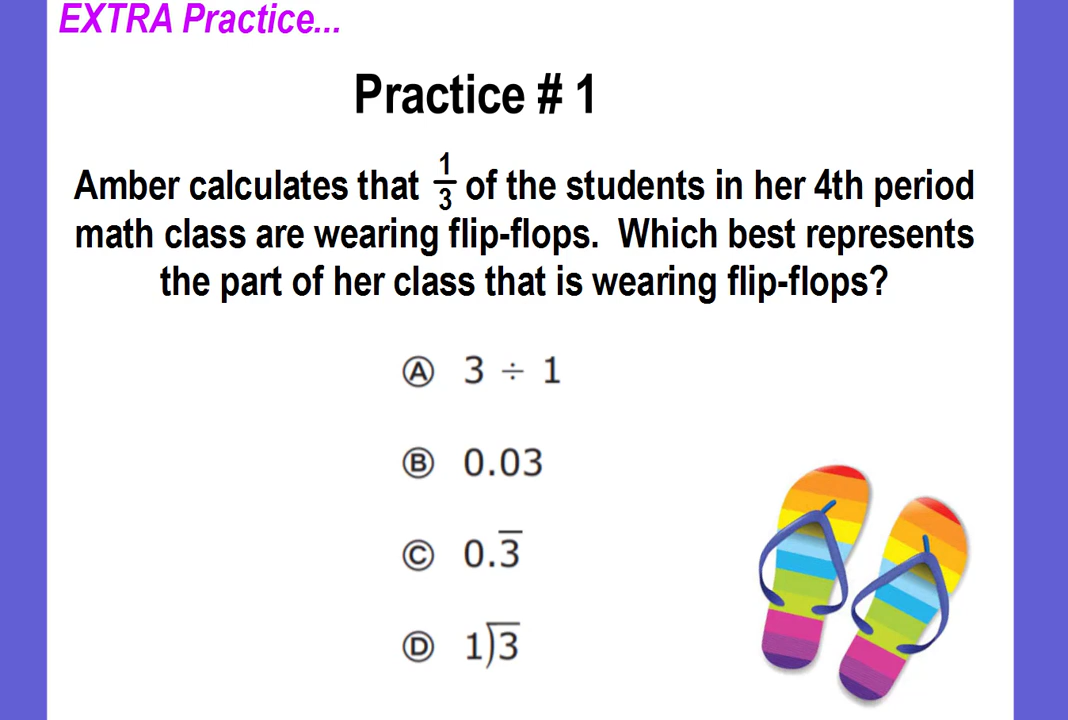 EXTRA Practice...
Practice # 1
Amber calculates that 1/3 of the students in her 4th period
math class are wearing flip-flops.  Which best represents
the part of her class that is wearing flip-flops?
Ⓐ 3 ÷ 1
Ⓑ 0.03
Ⓒ 0.3̅
Ⓓ 1)3̅